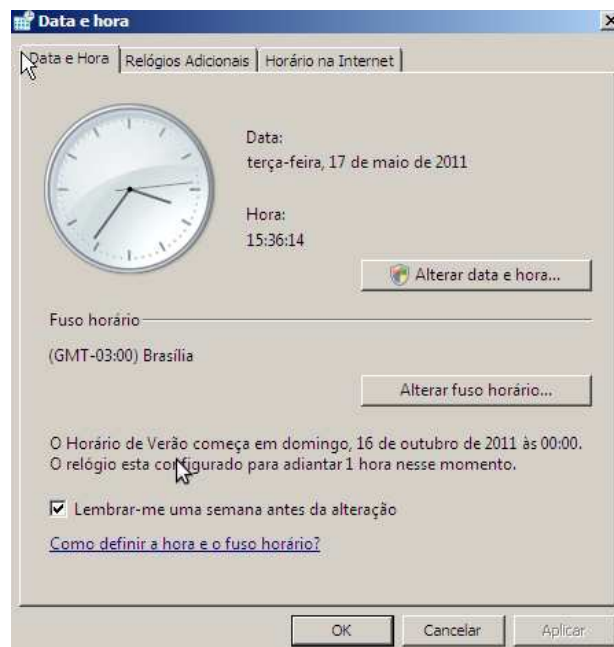 Data e hora
Data e Hora
Relógios Adicionais
Horário na Internet
Data:
terça-feira, 17 de maio de 2011
Hora:
15:36:14
Alterar data e hora...
Fuso horário
(GMT-03:00) Brasília
Alterar fuso horário...
O Horário de Verão começa em domingo, 16 de outubro de 2011 às 00:00.
O relógio esta configurado para adiantar 1 hora nesse momento.
Lembrar-me uma semana antes da alteração
Como definir a hora e o fuso horário?
OK
Cancelar
Aplicar